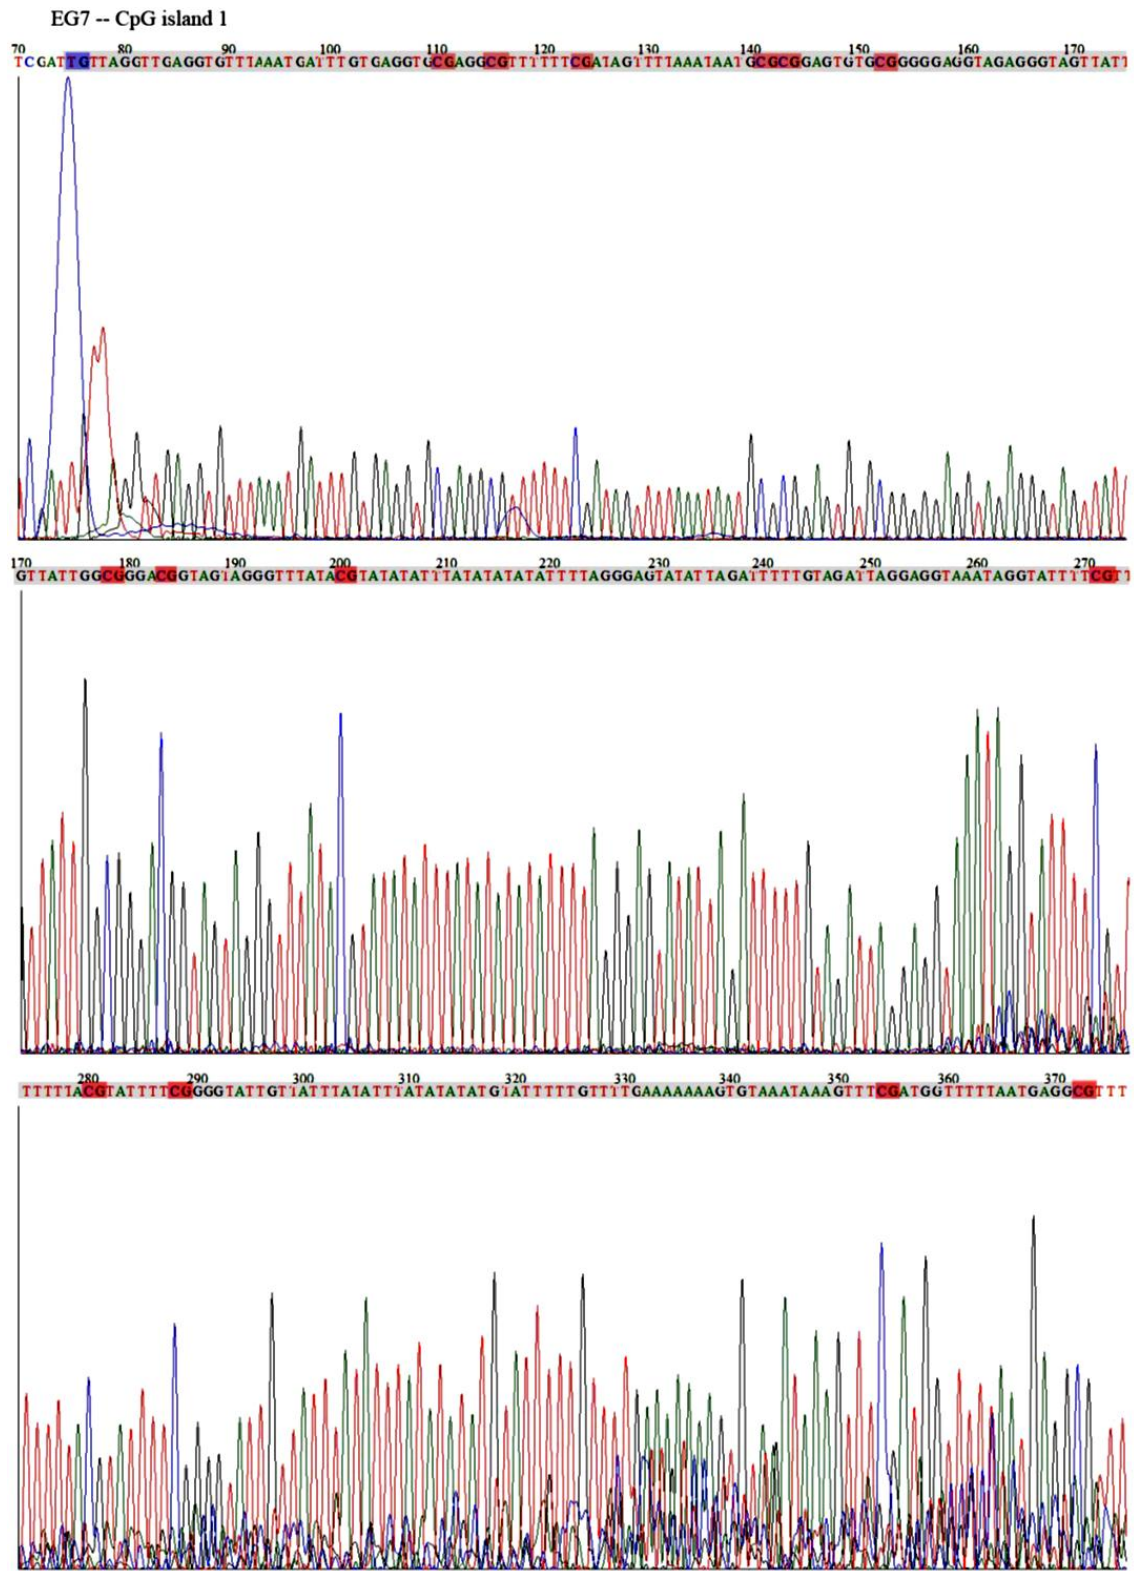 EG7 -- CpG island 1
70 80 90 100 110 120 130 140 150 160 170
TCGATTGTTAGGTTGAGGTGTTTAAATGATTTGTGAGGTGCGAGGCGTTTTTTCGATAGTTTTAAATAATGCGCGGAGTGTGCGGGGGAGGTAGAGGGTAGTTATT
170 180 190 200 210 220 230 240 250 260 270
GTTATTGGCGGGACGGTAGTAGGGTTTATACGTATATATTTATATATATATTTTAGGGAGTATATTAGATTTTTGTAGATTAGGAGGTAAATAGGTATTTTCGTT
280 290 300 310 320 330 340 350 360 370
TTTTTACGTATTTTCGGGGTATTGTTATTTATATTTATATATATGTATTTTTGTTTTGAAAAAAAGTGTAAATAAAGTTTCGATGGTTTTTAATGAGGCGTTT